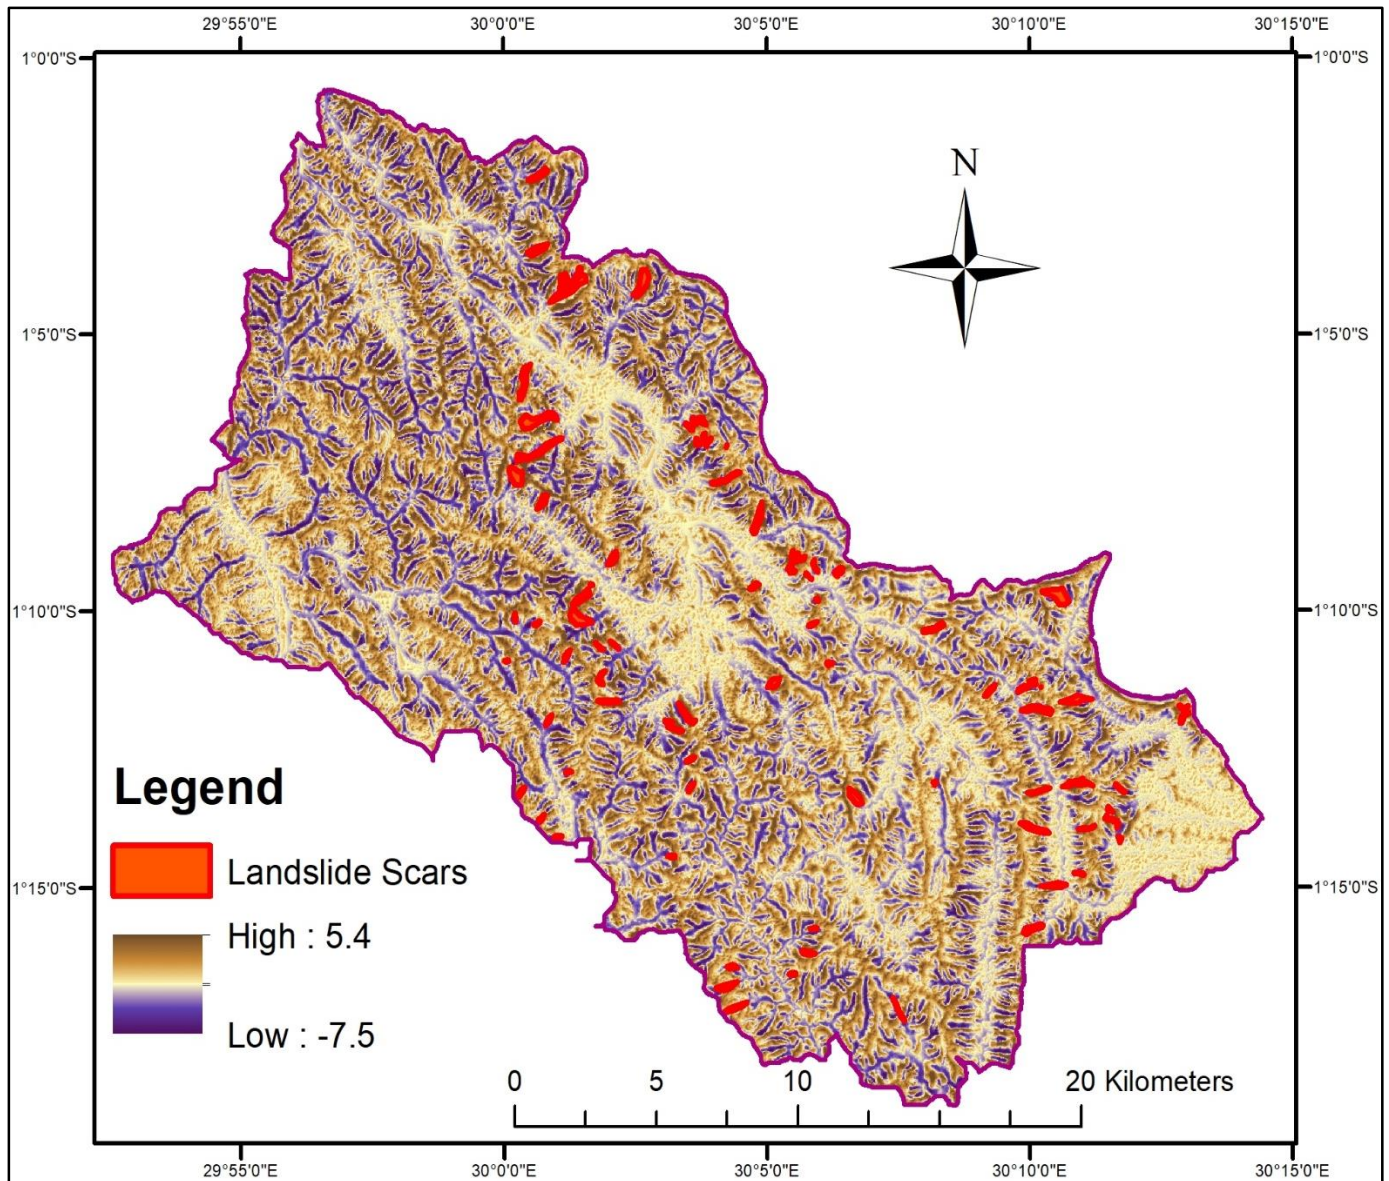 29°55'0"E 30°0'0"E 30°5'0"E 30°10'0"E 30°15'0"E
1°0'0"S 1°0'0"S
N
1°5'0"S 1°5'0"S
1°10'0"S 1°10'0"S
Legend
Landslide Scars
1°15'0"S 1°15'0"S
High : 5.4
Low : -7.5
0 5 10 20 Kilometers
29°55'0"E 30°0'0"E 30°5'0"E 30°10'0"E 30°15'0"E